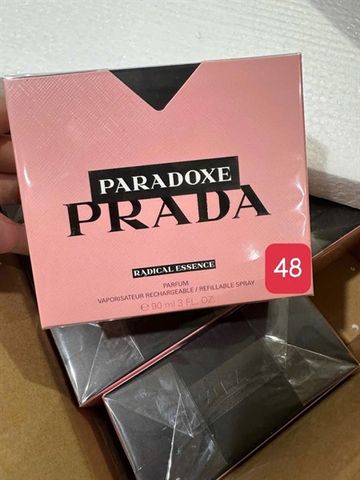 PARADOXE
PRADA
RADICAL ESSENCE
PARFUM
VAPORISATEUR RECHARGEABLE / REFILLABLE SPRAY
℮ 90 ml 3 FL. OZ.
48